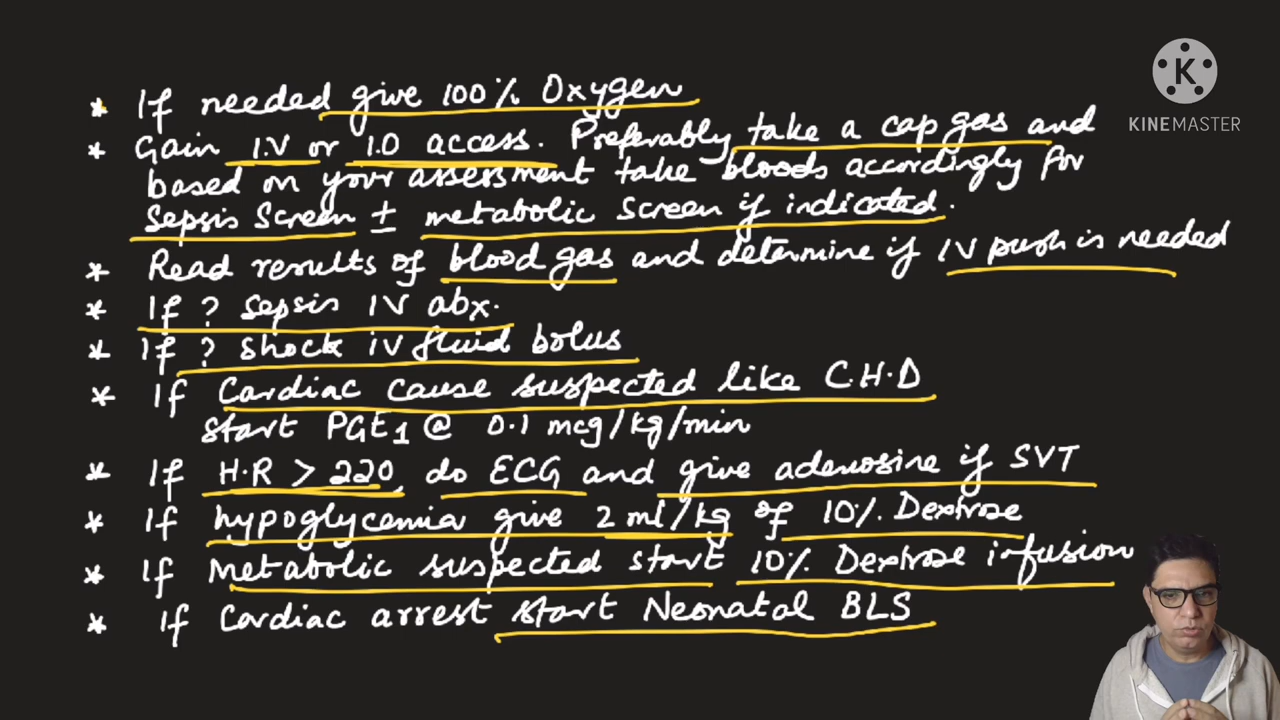 * If needed give 100% Oxygen
* Gain I.V or I.O access. Preferably take a cap gas and
based on your assessment take bloods accordingly for
Sepsis Screen ± metabolic screen if indicated.
* Read results of blood gas and determine if IV push is needed
* If ? sepsis IV abx.
* If ? shock iv fluid bolus
* If Cardiac cause suspected like C.H.D
start PGE1 @ 0.1 mcg/kg/min
* If H.R > 220, do ECG and give adenosine if SVT
* If hypoglycemia give 2 ml/kg of 10% Dextrose
* If Metabolic suspected start 10% Dextrose infusion
* If Cardiac arrest start Neonatal BLS
K
KINEMASTER